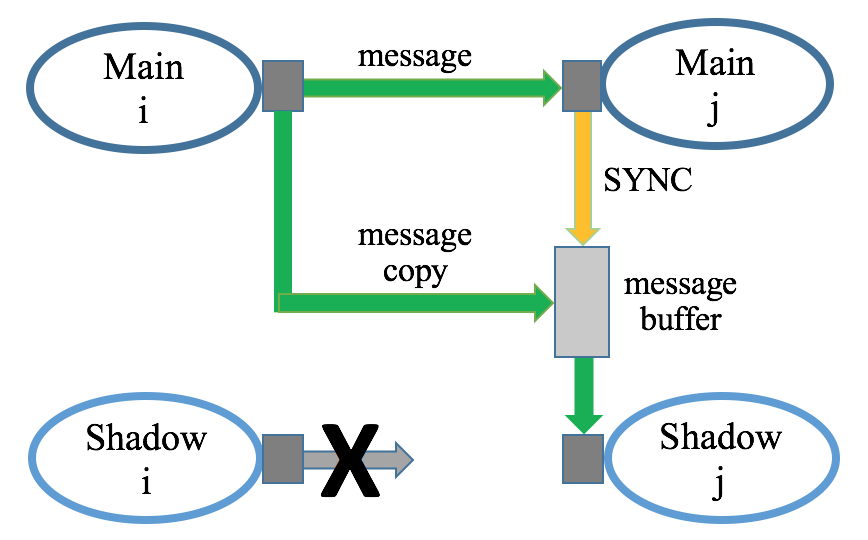 Main
i
message
Main
j
SYNC
message
copy
message
buffer
Shadow
i
X
Shadow
j